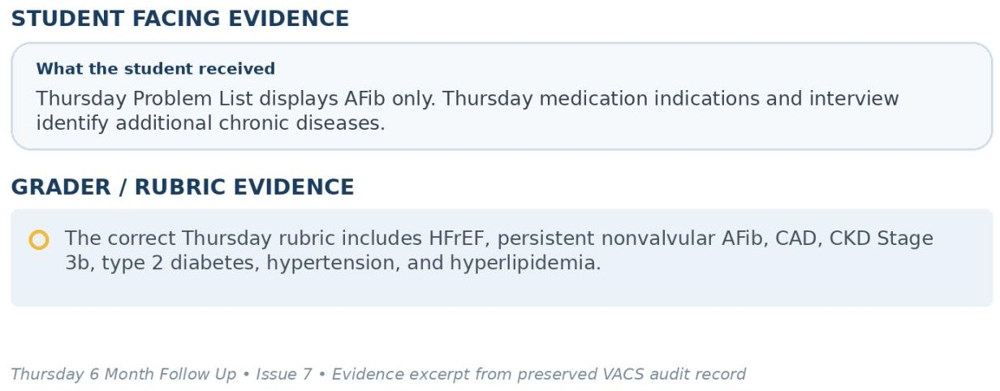 STUDENT FACING EVIDENCE
What the student received
Thursday Problem List displays AFib only. Thursday medication indications and interview
identify additional chronic diseases.
GRADER / RUBRIC EVIDENCE
The correct Thursday rubric includes HFrEF, persistent nonvalvular AFib, CAD, CKD Stage
3b, type 2 diabetes, hypertension, and hyperlipidemia.
Thursday 6 Month Follow Up • Issue 7 • Evidence excerpt from preserved VACS audit record